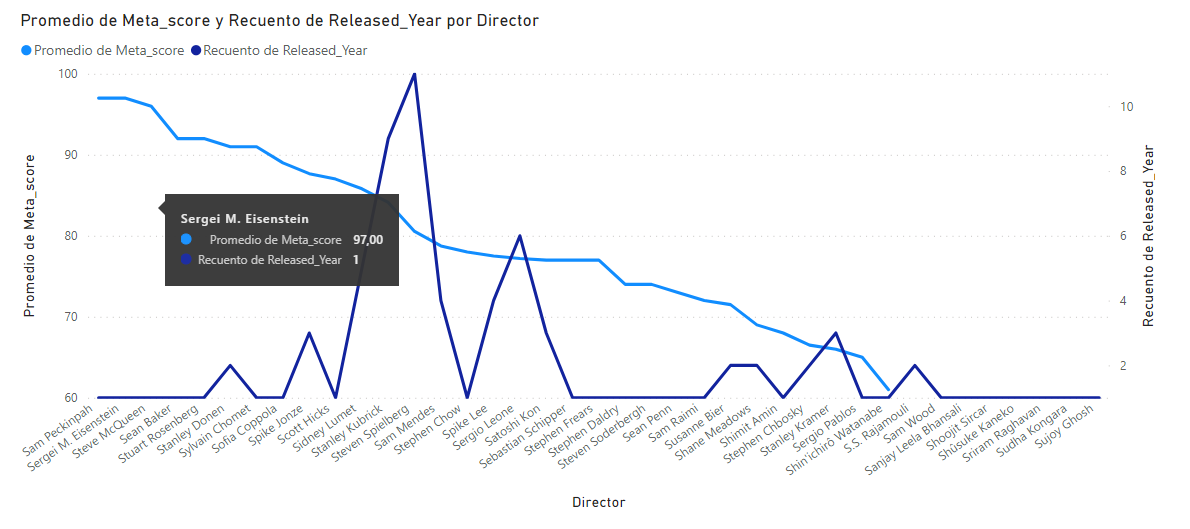 Promedio de Meta_score y Recuento de Released_Year por Director
Promedio de Meta_score Recuento de Released_Year
Promedio de Meta_score
100
90
80
70
60
Sergei M. Eisenstein
Promedio de Meta_score 97,00
Recuento de Released_Year 1
10
8
6
4
2
Recuento de Released_Year
Sam Peckinpah
Sergei M. Eisenstein
Steve McQueen
Sean Baker
Stuart Rosenberg
Stanley Donen
Sylvain Chomet
Sofia Coppola
Spike Jonze
Scott Hicks
Sidney Lumet
Stanley Kubrick
Steven Spielberg
Sam Mendes
Stephen Chow
Spike Lee
Sergio Leone
Satoshi Kon
Sebastian Schipper
Stephen Frears
Stephen Daldry
Steven Soderbergh
Sean Penn
Sam Raimi
Susanne Bier
Shane Meadows
Shimit Amin
Stephen Chbosky
Stanley Kramer
Sergio Pablos
Shin'ichirô Watanabe
S.S. Rajamouli
Sam Wood
Sanjay Leela Bhansali
Shoojit Sircar
Shûsuke Kaneko
Sriram Raghavan
Sudha Kongara
Sujoy Ghosh
Director